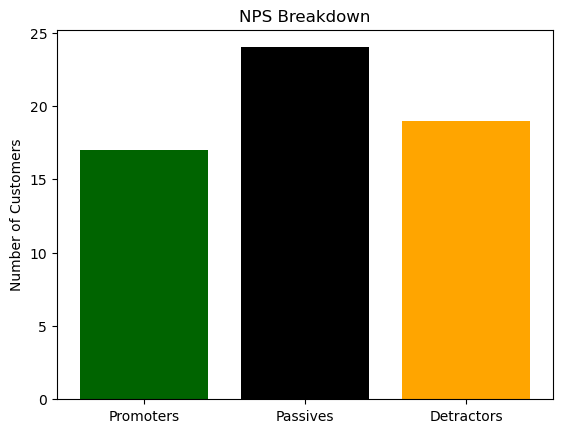 NPS Breakdown
Number of Customers
25
20
15
10
5
0
Promoters
Passives
Detractors